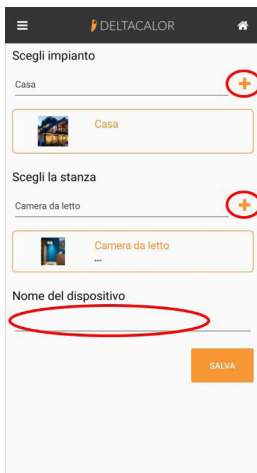 DELTACALOR
Scegli impianto
Casa
Casa
Scegli la stanza
Camera da letto
Camera da letto
...
Nome del dispositivo
SALVA